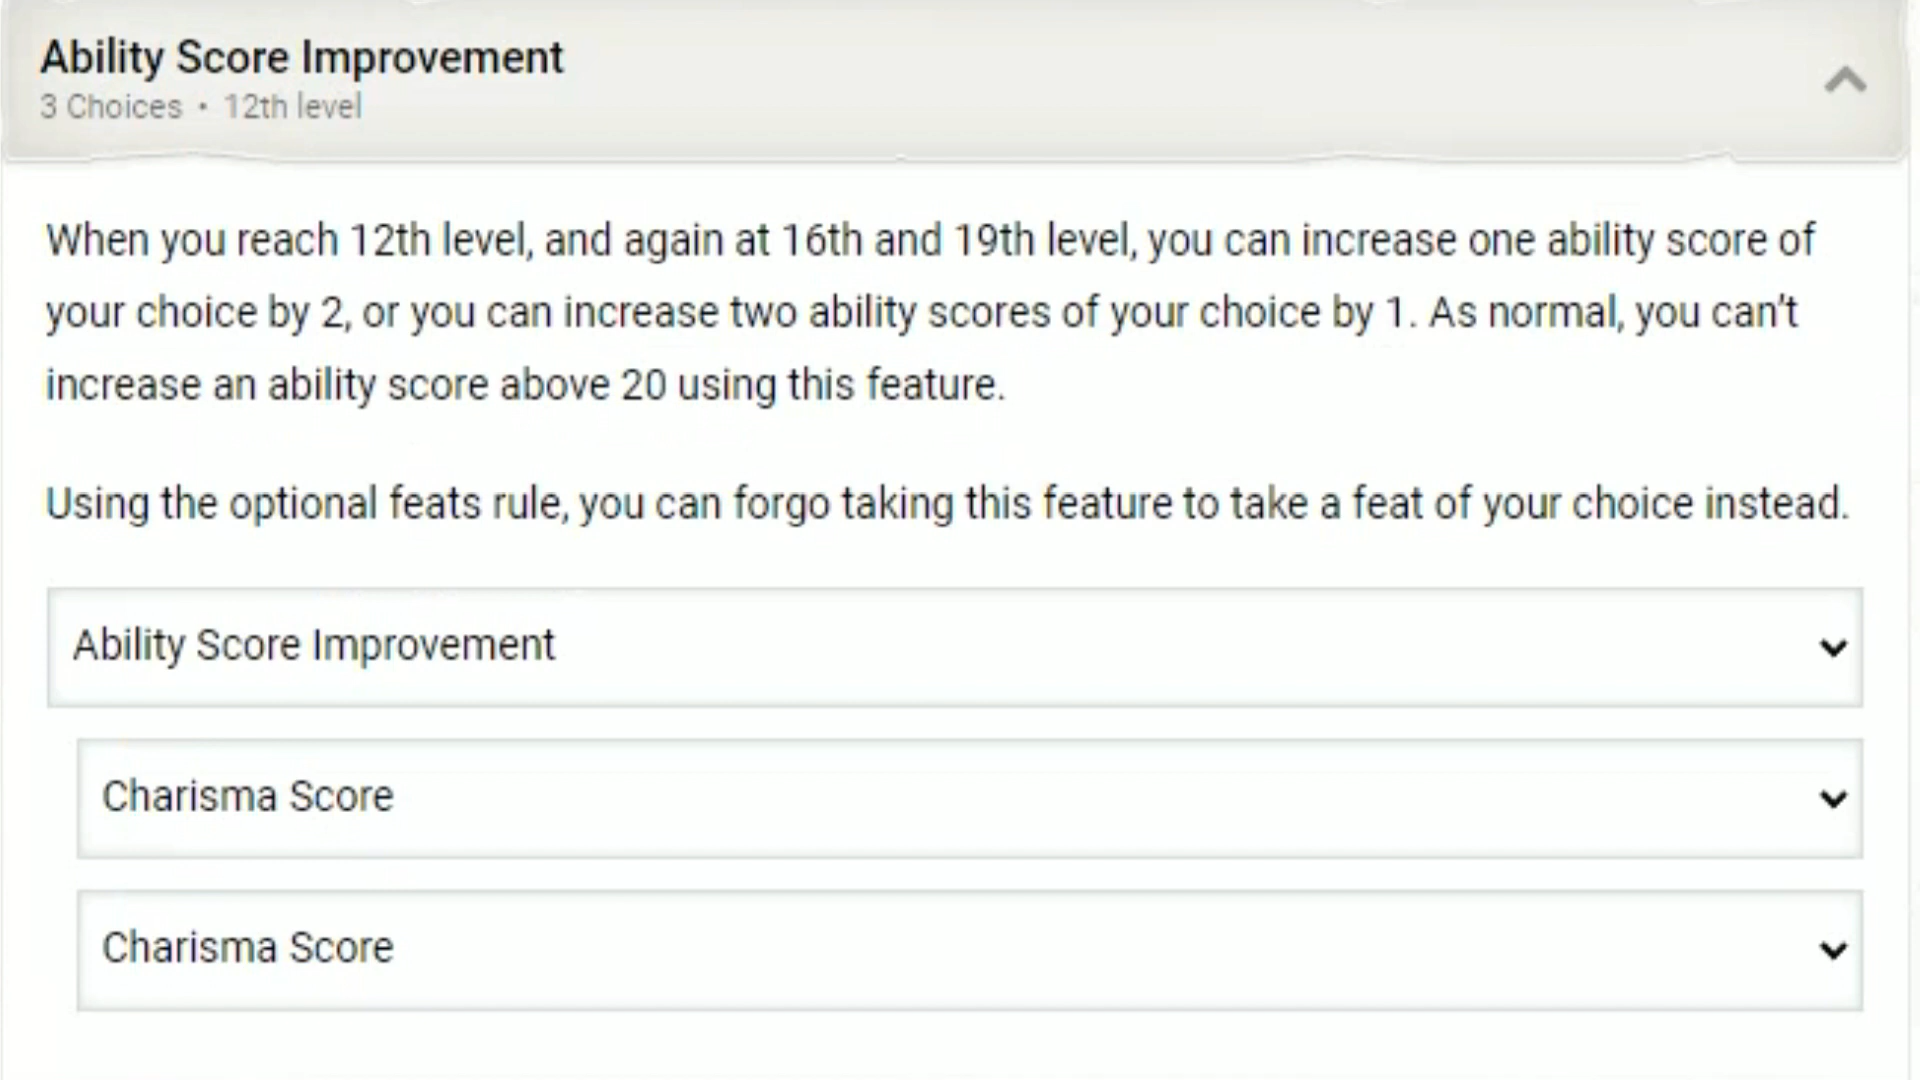 Ability Score Improvement
3 Choices • 12th level
When you reach 12th level, and again at 16th and 19th level, you can increase one ability score of
your choice by 2, or you can increase two ability scores of your choice by 1. As normal, you can't
increase an ability score above 20 using this feature.
Using the optional feats rule, you can forgo taking this feature to take a feat of your choice instead.
Ability Score Improvement
Charisma Score
Charisma Score